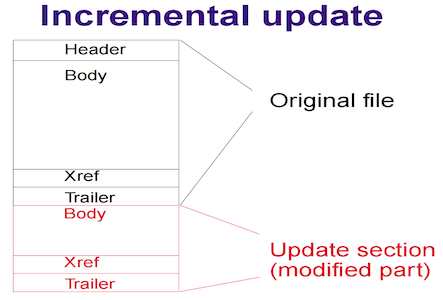 Incremental update
Header
Body
Original file
Xref
Trailer
Body
Update section
(modified part)
Xref
Trailer